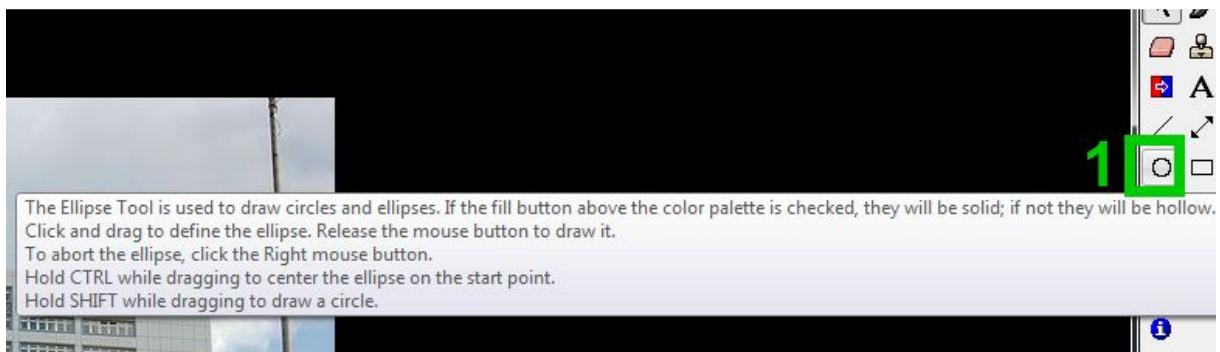 A
1
The Ellipse Tool is used to draw circles and ellipses. If the fill button above the color palette is checked, they will be solid; if not they will be hollow.
Click and drag to define the ellipse. Release the mouse button to draw it.
To abort the ellipse, click the Right mouse button.
Hold CTRL while dragging to center the ellipse on the start point.
Hold SHIFT while dragging to draw a circle.
i